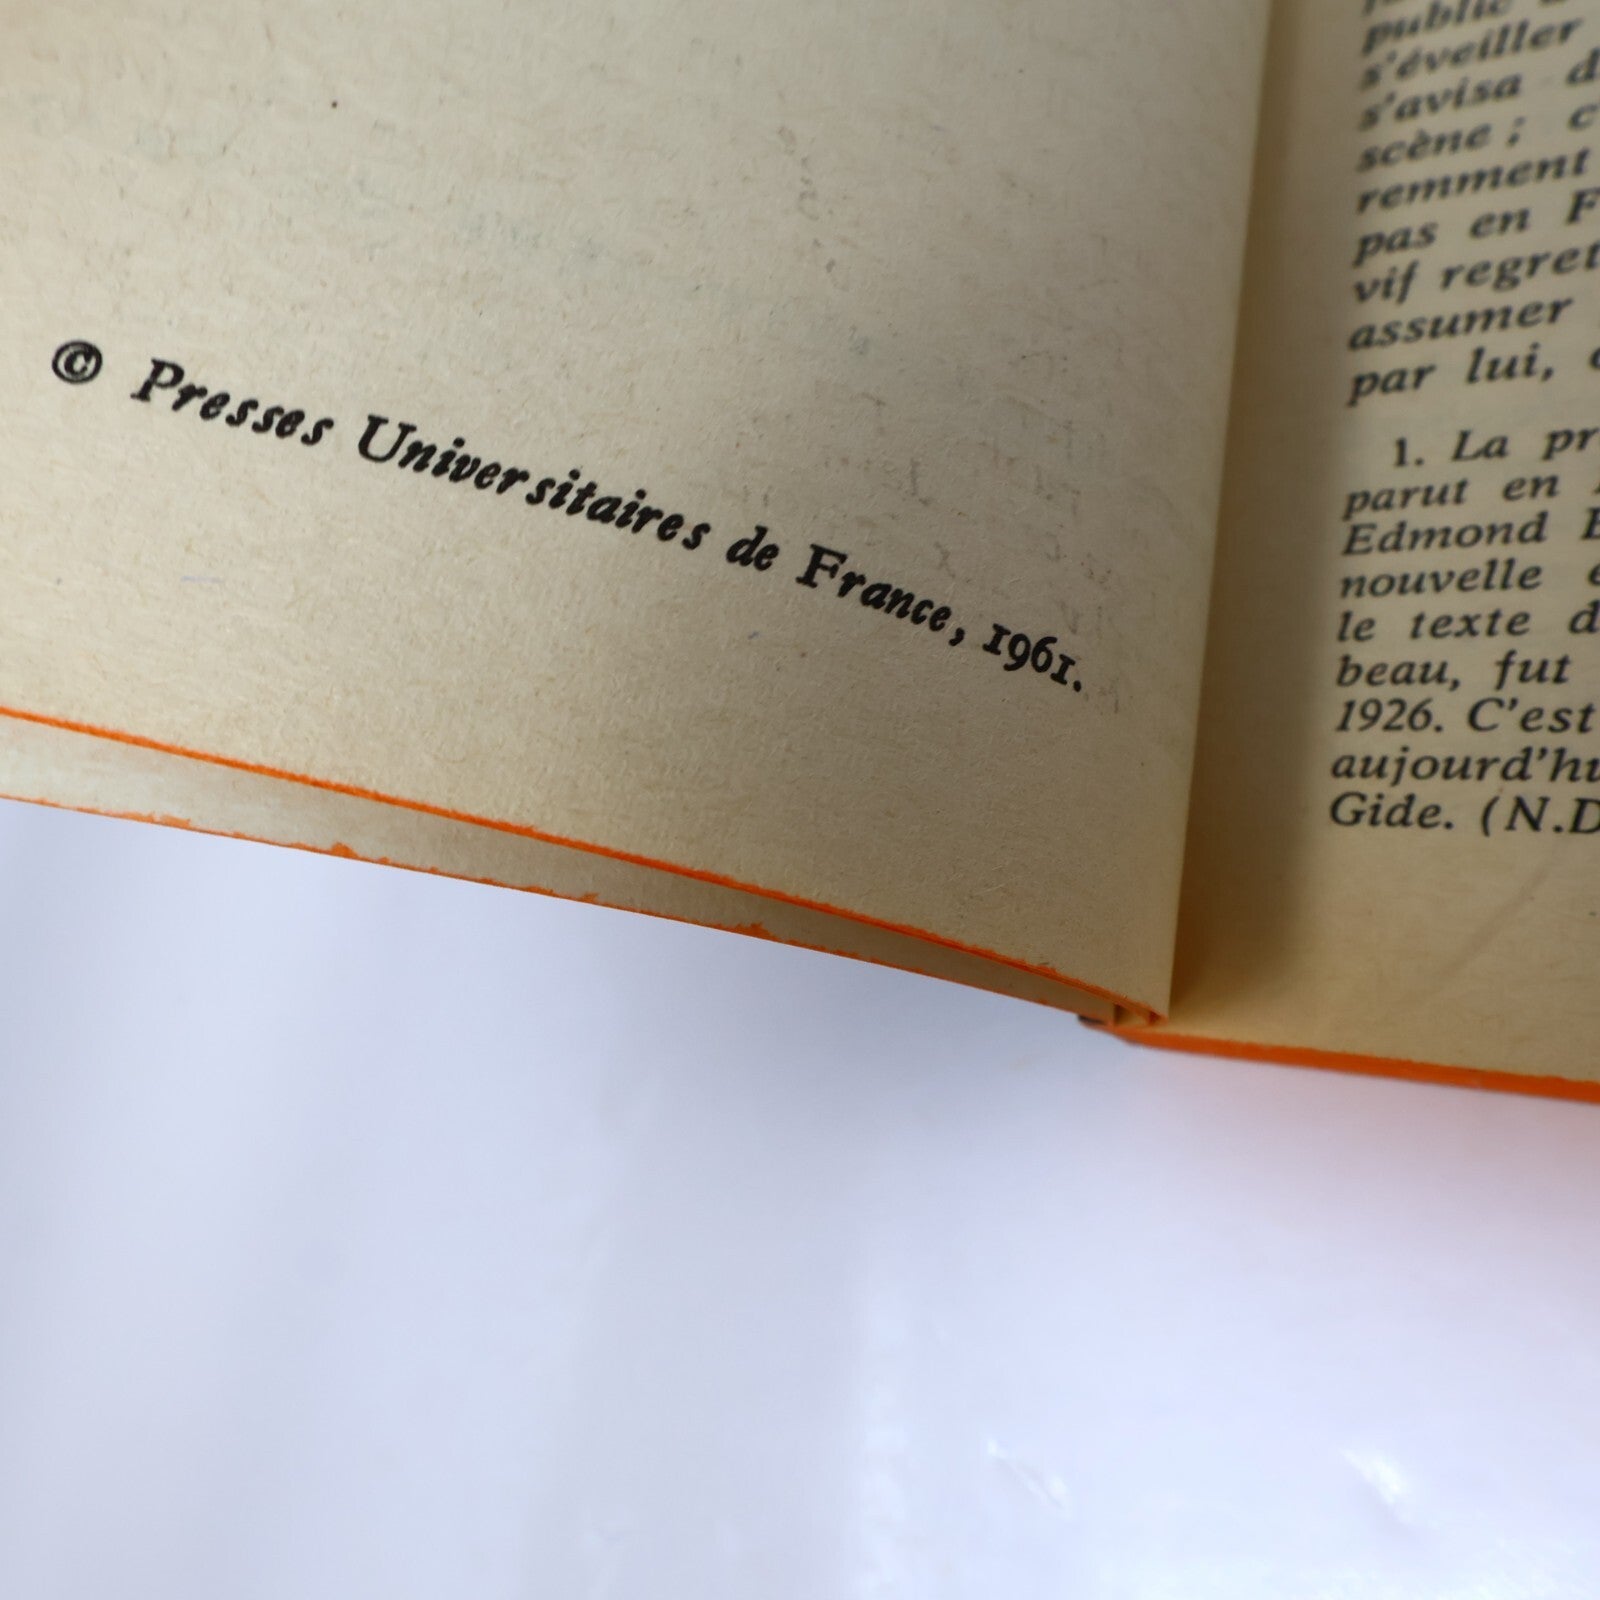 © Presses Universitaires de France, 1961.
public
s'éveiller
s'avisa
scène ;
remment
pas en
vif regret
assumer
par lui,
1. La
parut en
Edmond
nouvelle
le texte
beau, fut
1926. C'est
aujourd'hu
Gide. (N.D